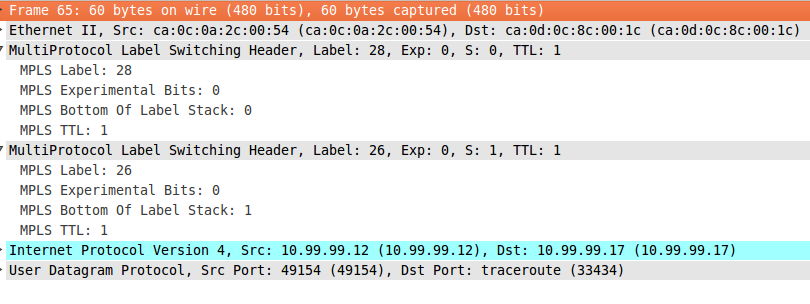 Frame 65: 60 bytes on wire (480 bits), 60 bytes captured (480 bits)
Ethernet II, Src: ca:0c:0a:2c:00:54 (ca:0c:0a:2c:00:54), Dst: ca:0d:0c:8c:00:1c (ca:0d:0c:8c:00:1c)
MultiProtocol Label Switching Header, Label: 28, Exp: 0, S: 0, TTL: 1
MPLS Label: 28
MPLS Experimental Bits: 0
MPLS Bottom Of Label Stack: 0
MPLS TTL: 1
MultiProtocol Label Switching Header, Label: 26, Exp: 0, S: 1, TTL: 1
MPLS Label: 26
MPLS Experimental Bits: 0
MPLS Bottom Of Label Stack: 1
MPLS TTL: 1
Internet Protocol Version 4, Src: 10.99.99.12 (10.99.99.12), Dst: 10.99.99.17 (10.99.99.17)
User Datagram Protocol, Src Port: 49154 (49154), Dst Port: traceroute (33434)